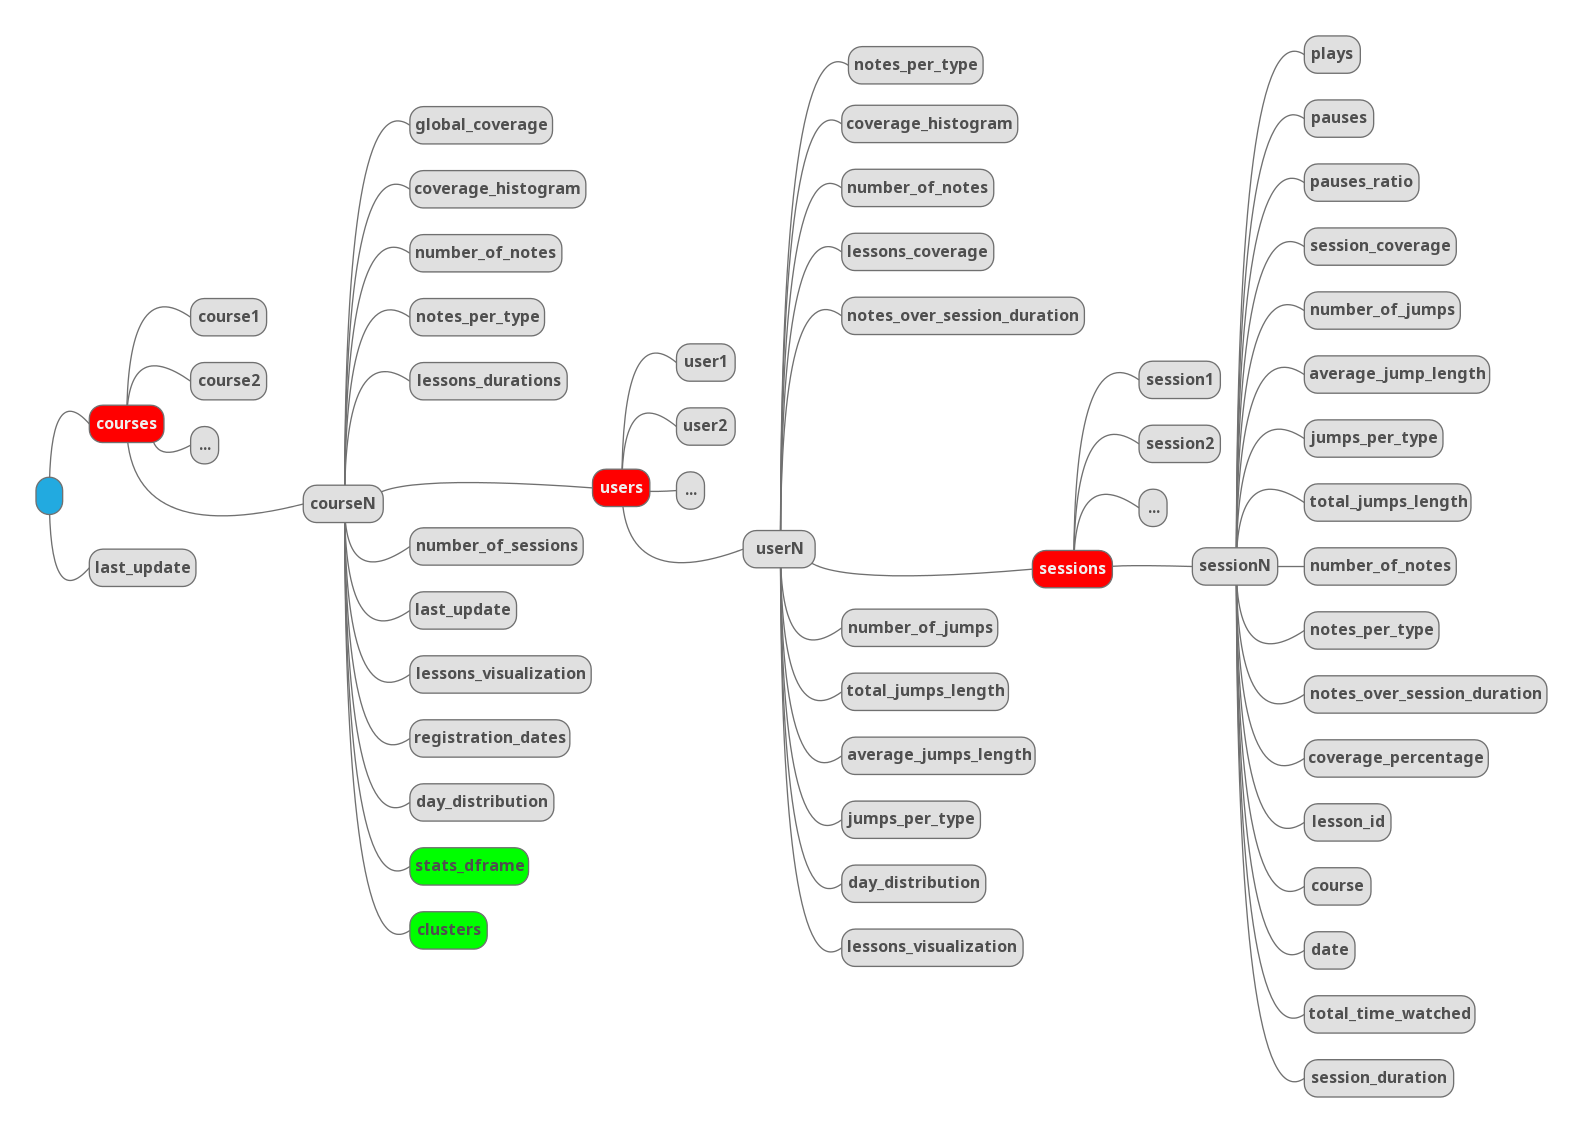 courses
course1
course2
...
last_update
courseN
global_coverage
coverage_histogram
number_of_notes
notes_per_type
lessons_durations
users
user1
user2
...
number_of_sessions
last_update
lessons_visualization
registration_dates
day_distribution
stats_dframe
clusters
userN
notes_per_type
coverage_histogram
number_of_notes
lessons_coverage
notes_over_session_duration
sessions
session1
session2
...
number_of_jumps
total_jumps_length
average_jumps_length
jumps_per_type
day_distribution
lessons_visualization
sessionN
plays
pauses
pauses_ratio
session_coverage
number_of_jumps
average_jump_length
jumps_per_type
total_jumps_length
number_of_notes
notes_per_type
notes_over_session_duration
coverage_percentage
lesson_id
course
date
total_time_watched
session_duration